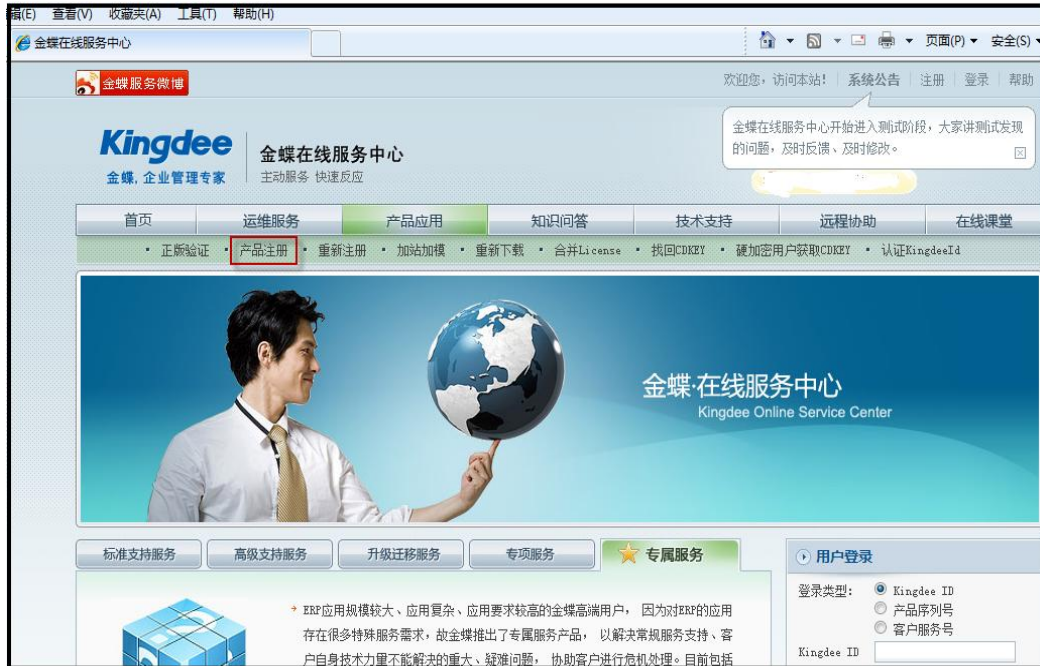 编(E) 查看(V) 收藏夹(A) 工具(T) 帮助(H)
金蝶在线服务中心
页面(P) 安全(S)
金蝶服务微博
欢迎您，访问本站！ 系统公告 注册 登录 帮助
金蝶在线服务中心开始进入测试阶段，大家讲测试发现
的问题，及时反馈、及时修改。
Kingdee
金蝶，企业管理专家
金蝶在线服务中心
主动服务 快速反应
首页 运维服务 产品应用 知识问答 技术支持 远程协助 在线课堂
· 正版验证 · 产品注册 · 重新注册 · 加站加模 · 重新下载 · 合并License · 找回CDKEY · 硬加密用户获取CDKEY · 认证KingdeeId
金蝶·在线服务中心
Kingdee Online Service Center
标准支持服务 高级支持服务 升级迁移服务 专项服务 专属服务
ERP应用规模较大、应用复杂、应用要求较高的金蝶高端用户， 因为对ERP的应用
存在很多特殊服务需求，故金蝶推出了专属服务产品， 以解决常规服务支持、客
户自身技术力量不能解决的重大、疑难问题， 协助客户进行危机处理。目前包括
用户登录
登录类型： Kingdee ID
产品序列号
客户服务号
Kingdee ID